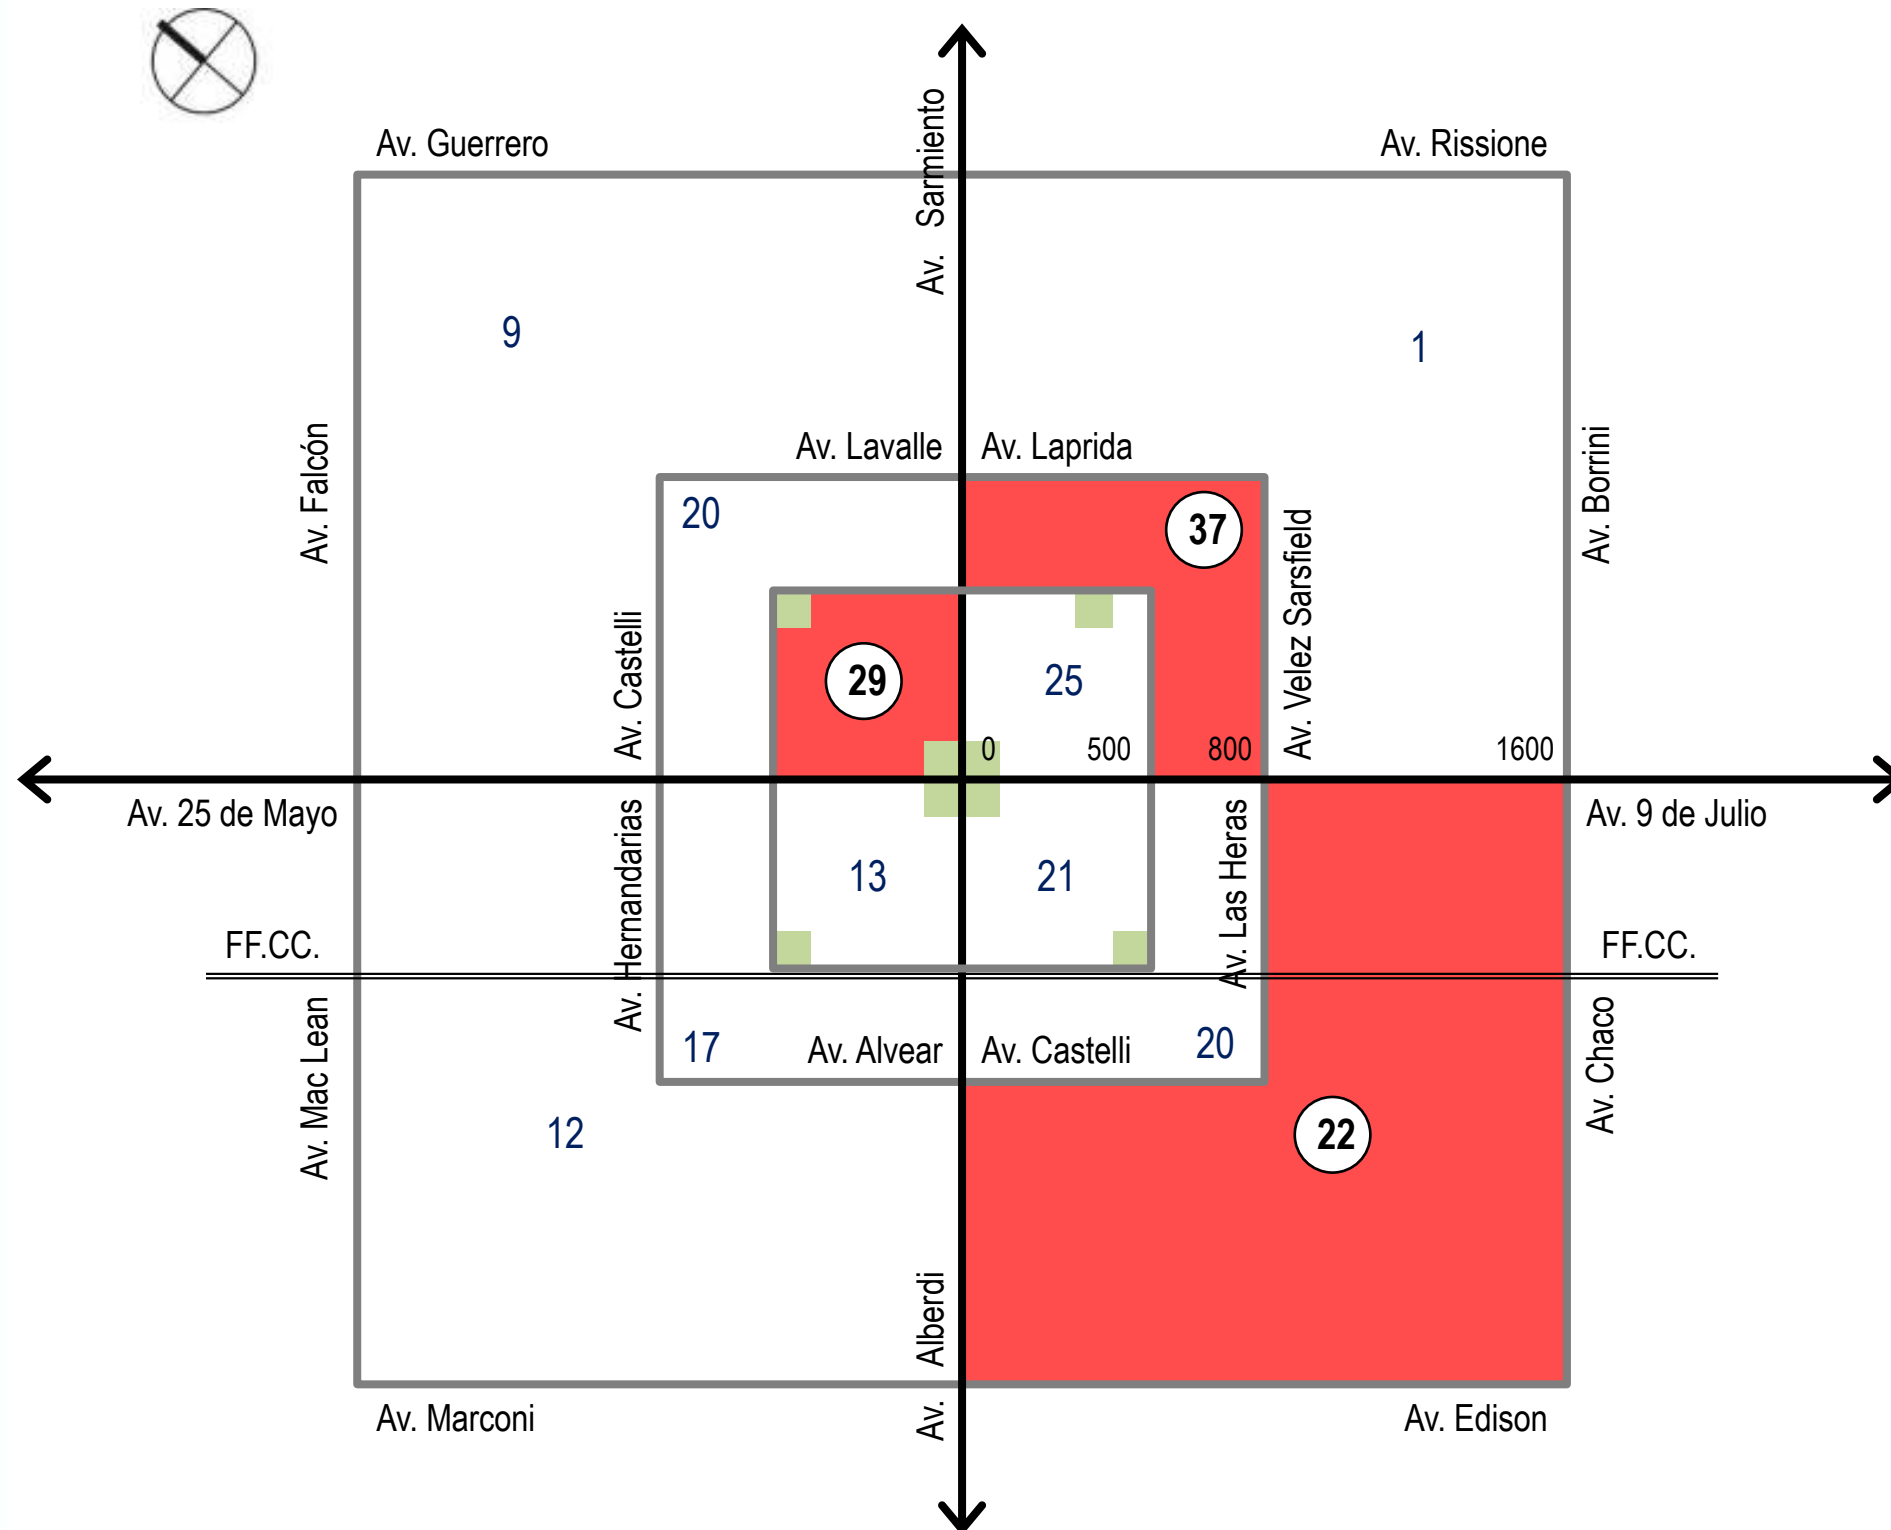 Av. Guerrero
Av. Rissione
Av. Sarmiento
9
1
Av. Falcón
Av. Lavalle
Av. Laprida
Av. Borrini
20
37
Av. Castelli
Av. Velez Sarsfield
29
25
0
500
800
1600
Av. 25 de Mayo
Av. 9 de Julio
Av. Hernandarias
13
21
Av. Las Heras
FF.CC.
FF.CC.
Av. Mac Lean
17
Av. Alvear
Av. Castelli
20
Av. Chaco
12
22
Av. Alberdi
Av. Marconi
Av. Edison